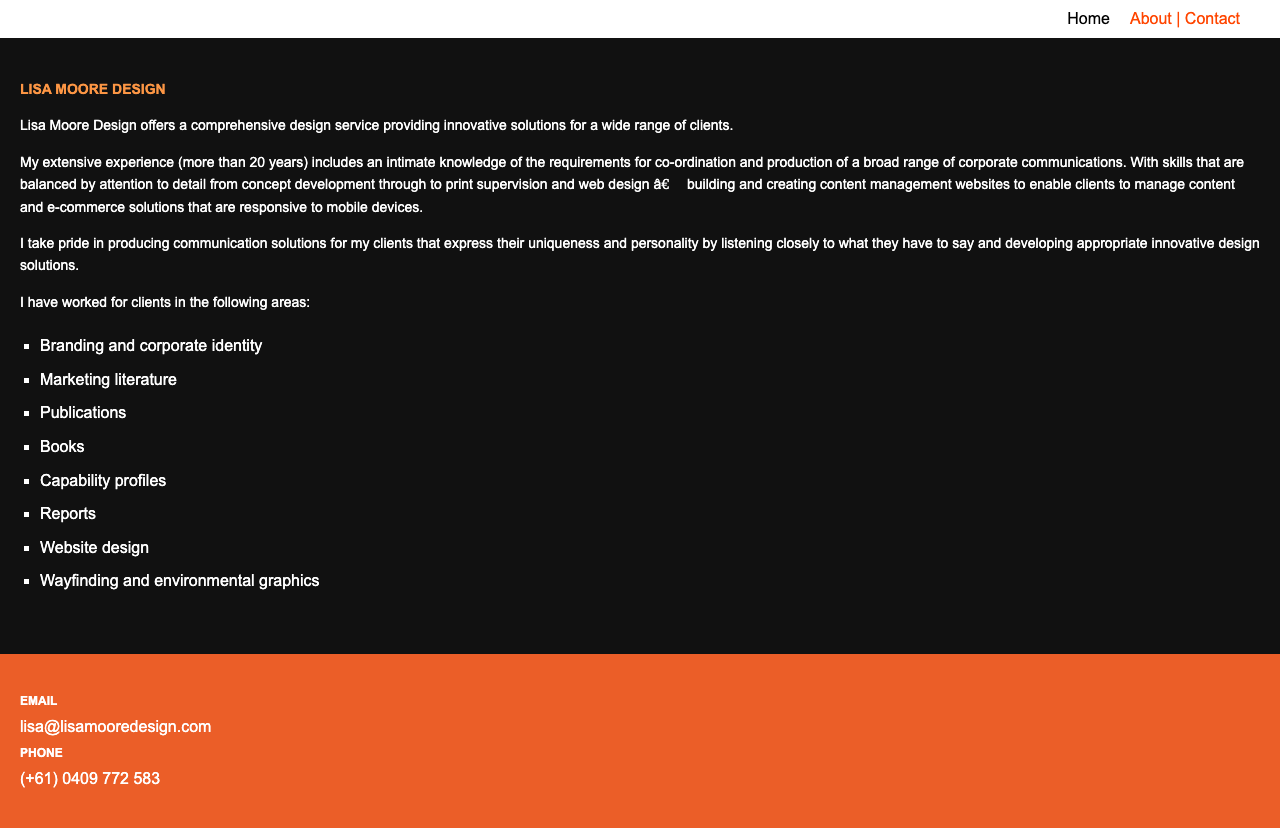 Home About | Contact
LISA MOORE DESIGN
Lisa Moore Design offers a comprehensive design service providing innovative solutions for a wide range of clients.
My extensive experience (more than 20 years) includes an intimate knowledge of the requirements for co-ordination and production of a broad range of corporate communications. With skills that are
balanced by attention to detail from concept development through to print supervision and web design â€ building and creating content management websites to enable clients to manage content
and e-commerce solutions that are responsive to mobile devices.
I take pride in producing communication solutions for my clients that express their uniqueness and personality by listening closely to what they have to say and developing appropriate innovative design
solutions.
I have worked for clients in the following areas:
Branding and corporate identity
Marketing literature
Publications
Books
Capability profiles
Reports
Website design
Wayfinding and environmental graphics
EMAIL
lisa@lisamooredesign.com
PHONE
(+61) 0409 772 583